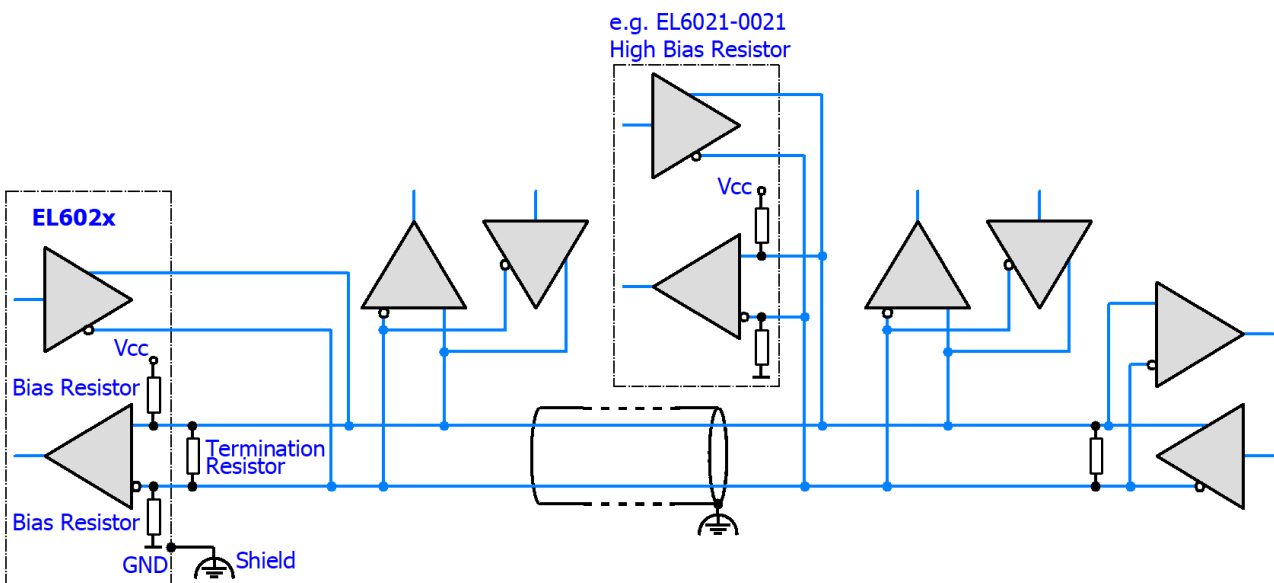 e.g. EL6021-0021
High Bias Resistor
Vcc
EL602x
Vcc
Bias Resistor
Termination
Resistor
Bias Resistor
GND
Shield